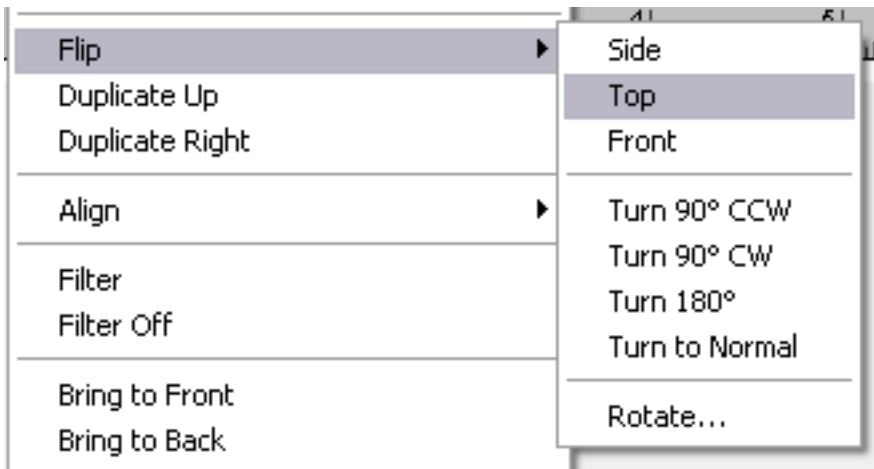 Flip
Duplicate Up
Duplicate Right
Align
Filter
Filter Off
Bring to Front
Bring to Back
Side
Top
Front
Turn 90° CCW
Turn 90° CW
Turn 180°
Turn to Normal
Rotate...